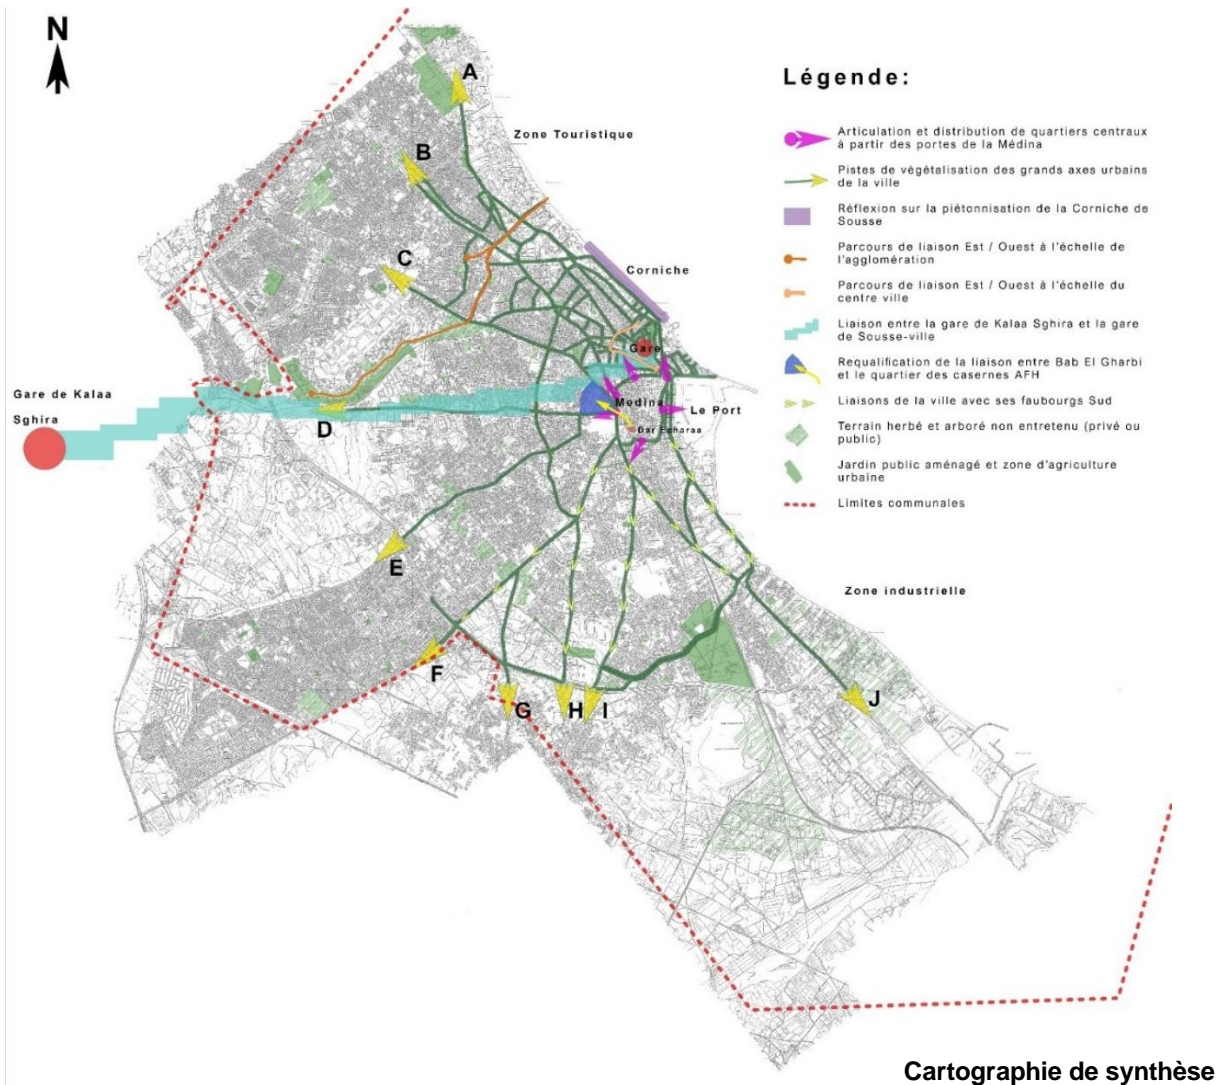 N
A
Légende:
Zone Touristique
B
Articulation et distribution de quartiers centraux
à partir des portes de la Médina
Pistes de végétalisation des grands axes urbains
de la ville
Réflexion sur la piétonnisation de la Corniche de
Sousse
C
Corniche
Parcours de liaison Est / Ouest à l'échelle de
l'agglomération
Parcours de liaison Est / Ouest à l'échelle du
centre ville
Liaison entre la gare de Kalaa Sghira et la gare
de Sousse-ville
Gare
Requalification de la liaison entre Bab El Gharbi
et le quartier des casernes AFH
Gare de Kalaa
Sghira
Medina
Le Port
D
Dar Echaraa
Liaisons de la ville avec ses faubourgs Sud
Terrain herbé et arboré non entretenu (privé ou
public)
Jardin public aménagé et zone d'agriculture
urbaine
Limites communales
E
Zone industrielle
F
G
H
I
J
Cartographie de synthèse